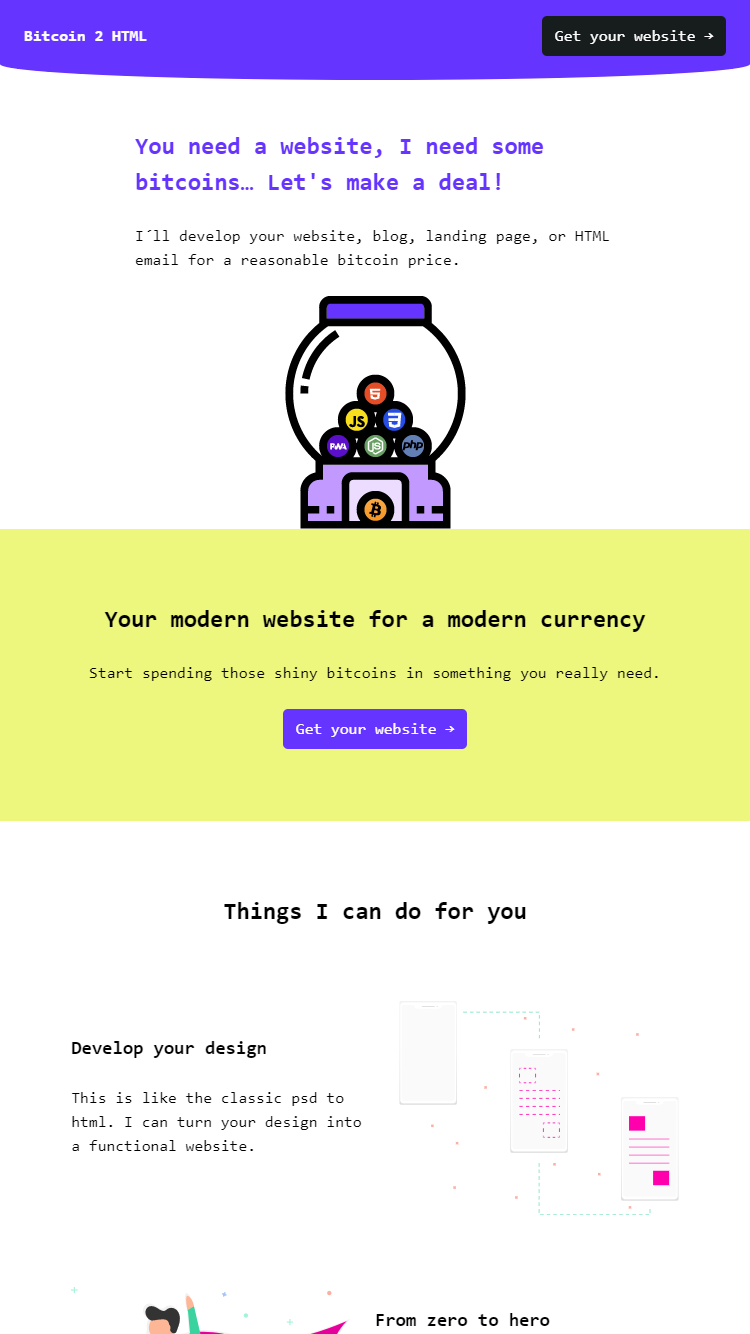 Bitcoin 2 HTML
Get your website →
You need a website, I need some
bitcoins… Let's make a deal!
I´ll develop your website, blog, landing page, or HTML
email for a reasonable bitcoin price.
JS
PWA
JS
php
Your modern website for a modern currency
Start spending those shiny bitcoins in something you really need.
Get your website →
Things I can do for you
Develop your design
This is like the classic psd to
html. I can turn your design into
a functional website.
From zero to hero